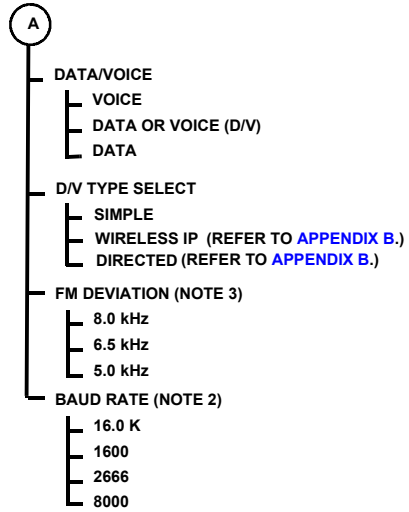 A
DATA/VOICE
VOICE
DATA OR VOICE (D/V)
DATA
D/V TYPE SELECT
SIMPLE
WIRELESS IP (REFER TO APPENDIX B.)
DIRECTED (REFER TO APPENDIX B.)
FM DEVIATION (NOTE 3)
8.0 kHz
6.5 kHz
5.0 kHz
BAUD RATE (NOTE 2)
16.0 K
1600
2666
8000